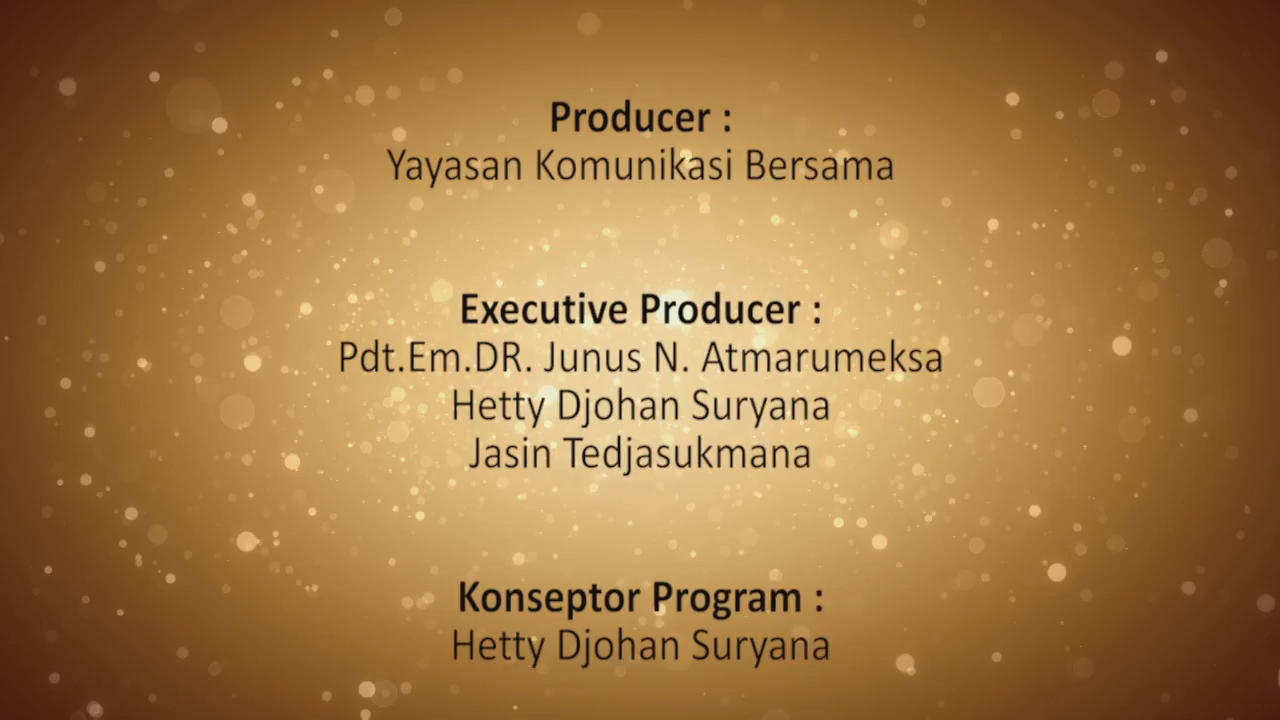 Producer :
Yayasan Komunikasi Bersama
Executive Producer :
Pdt.Em.DR. Junus N. Atmarumeksa
Hetty Djohan Suryana
Jasin Tedjasukmana
Konseptor Program :
Hetty Djohan Suryana